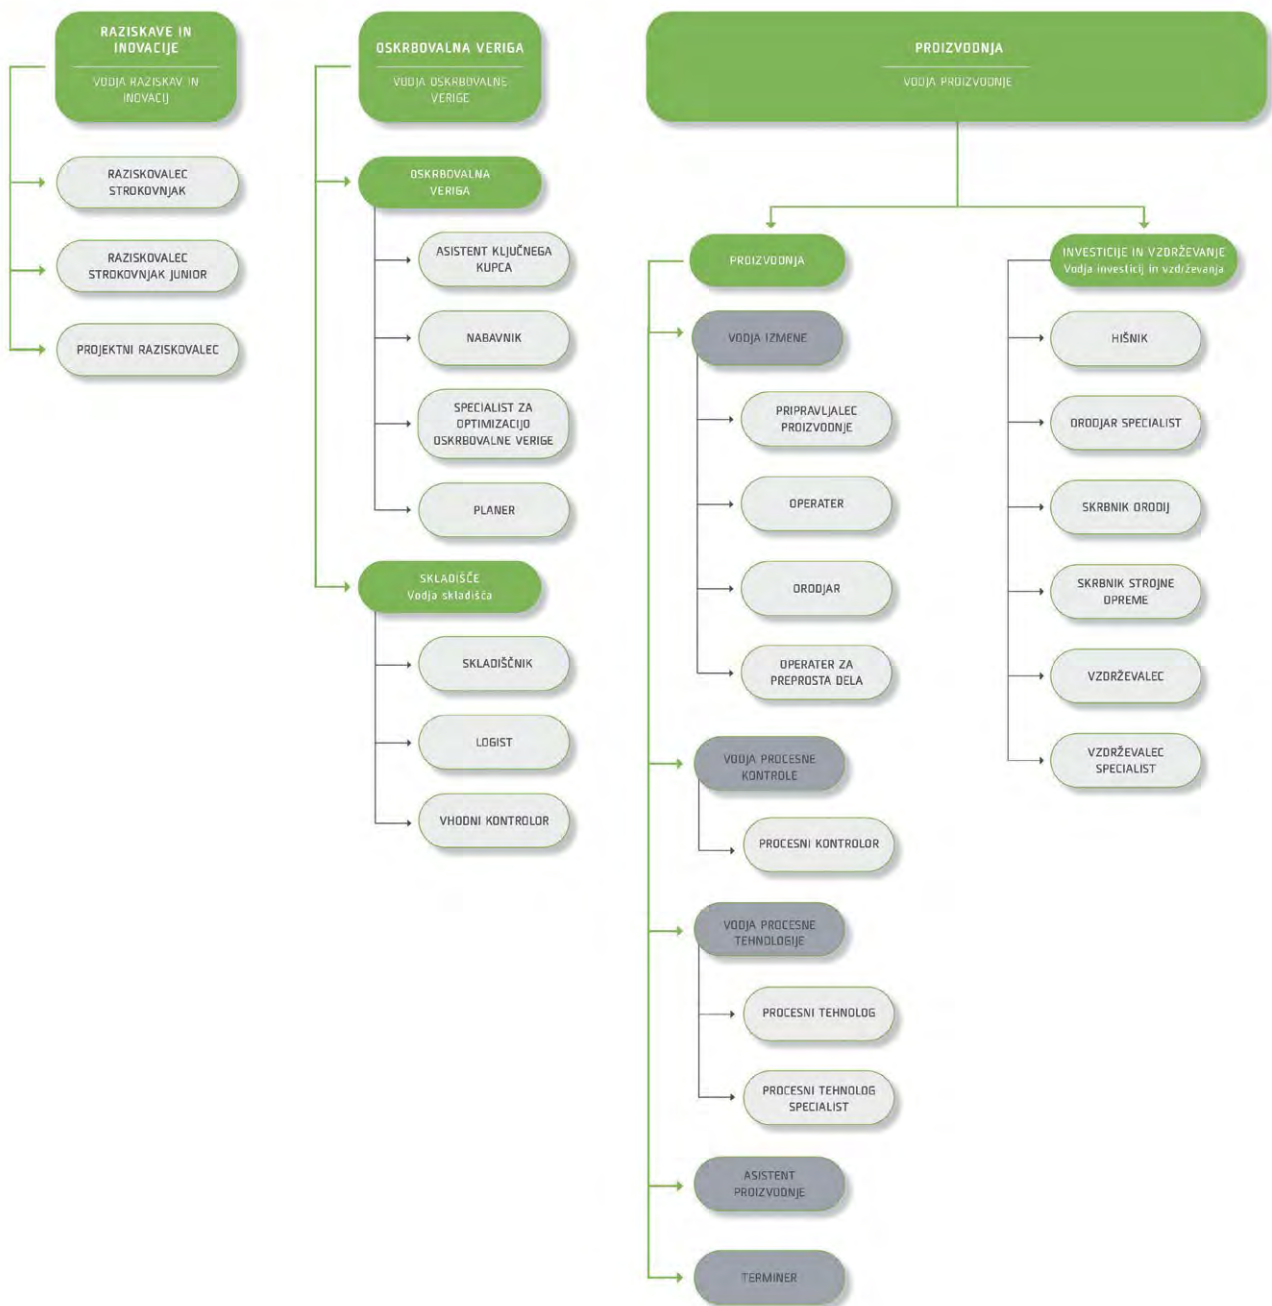 RAZISKAVE IN
INOVACIJE
VODJA RAZISKAV IN
INOVACIJ
RAZISKOVALEC
STROKOVNJAK
RAZISKOVALEC
STROKOVNJAK JUNIOR
PROJEKTNI RAZISKOVALEC
OSKRBOVALNA VERIGA
VODJA OSKRBOVALNE
VERIGE
OSKRBOVALNA
VERIGA
ASISTENT KLJUČNEGA
KUPCA
NABAVNIK
SPECIALIST ZA
OPTIMIZACIJO
OSKRBOVALNE VERIGE
PLANER
SKLADIŠČE
Vodja skladišča
SKLADIŠČNIK
LOGIST
VHODNI KONTROLOR
PROIZVODNJA
VODJA PROIZVODNJE
PROIZVODNJA
VODJA IZMENE
PRIPRAVLJALEC
PROIZVODNJE
OPERATER
ORODJAR
OPERATER ZA
PREPROSTA DELA
VODJA PROCESNE
KONTROLE
PROCESNI KONTROLOR
VODJA PROCESNE
TEHNOLOGIJE
PROCESNI TEHNOLOG
PROCESNI TEHNOLOG
SPECIALIST
ASISTENT
PROIZVODNJE
TERMINER
INVESTICIJE IN VZDRŽEVANJE
Vodja investicij in vzdrževanja
HIŠNIK
ORODJAR SPECIALIST
SKRBNIK ORODIJ
SKRBNIK STROJNE
OPREME
VZDRŽEVALEC
VZDRŽEVALEC
SPECIALIST